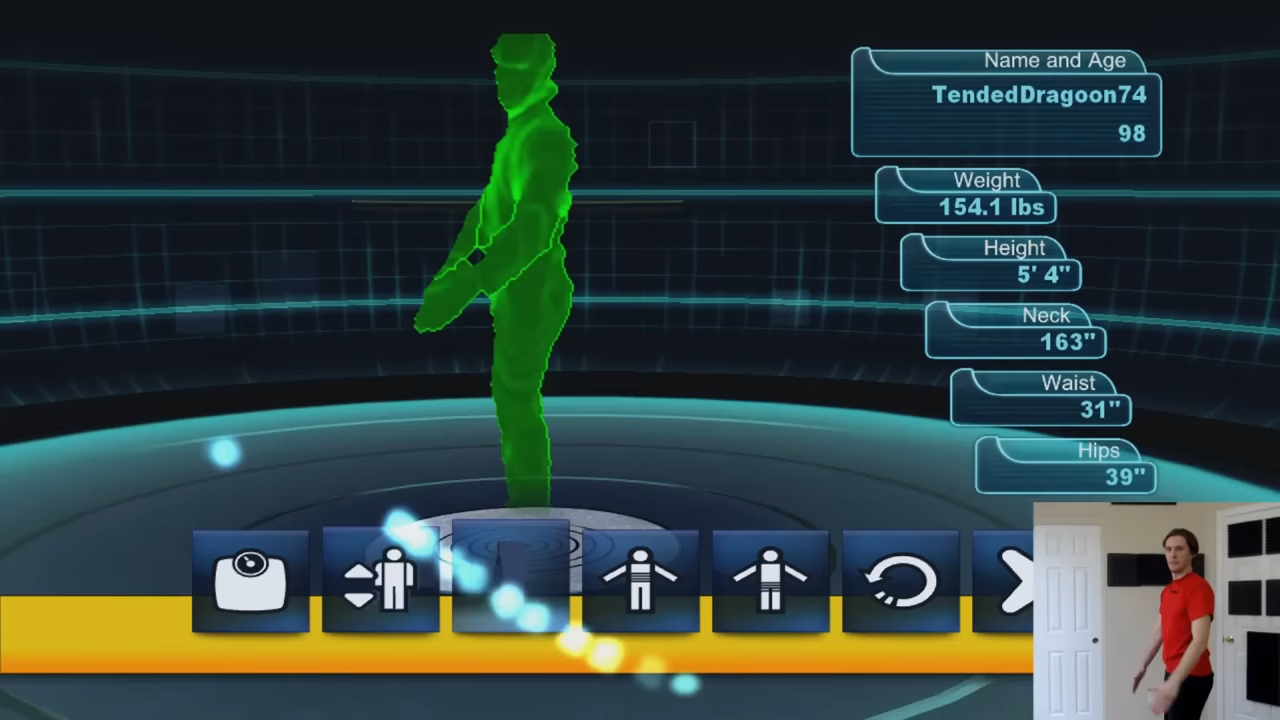 Name and Age
TendedDragoon74
98
Weight
154.1 lbs
Height
5' 4"
Neck
163"
Waist
31"
Hips
39"